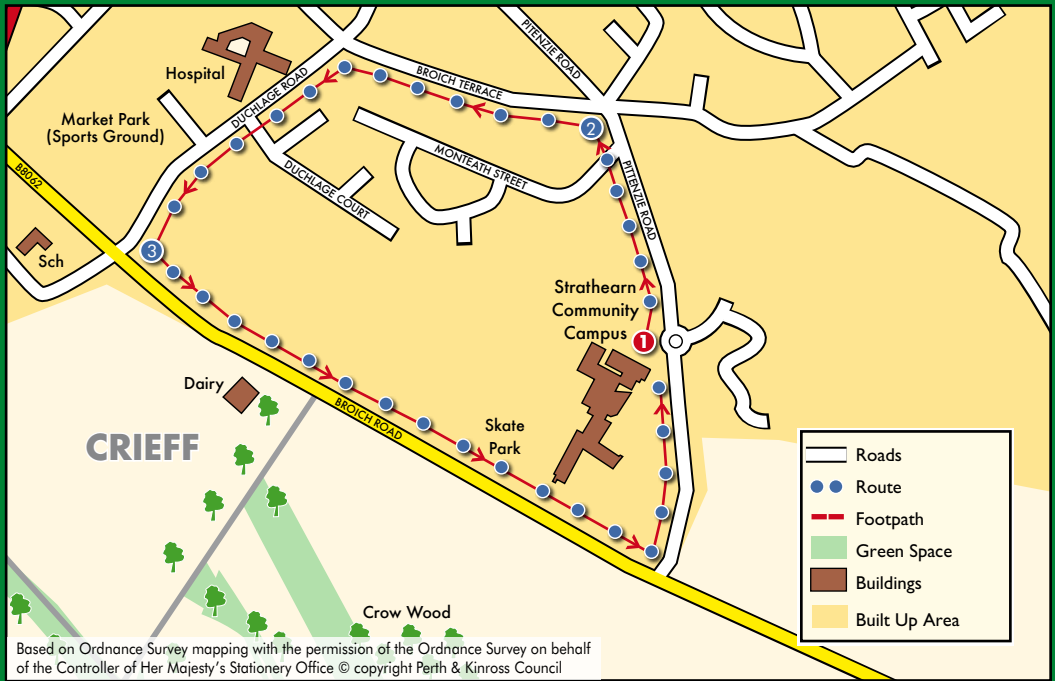 PITENZIE ROAD
Hospital
BROICH TERRACE
DUCHLAGE ROAD
Market Park
(Sports Ground)
2
MONTEATH STREET
B8062
DUCHLAGE COURT
PITTENZIE ROAD
3
Sch
Strathearn
Community
Campus
1
Dairy
BROICH ROAD
Skate
Park
CRIEFF
Roads
Route
Footpath
Green Space
Buildings
Built Up Area
Crow Wood
Based on Ordnance Survey mapping with the permission of the Ordnance Survey on behalf
of the Controller of Her Majesty's Stationery Office © copyright Perth & Kinross Council